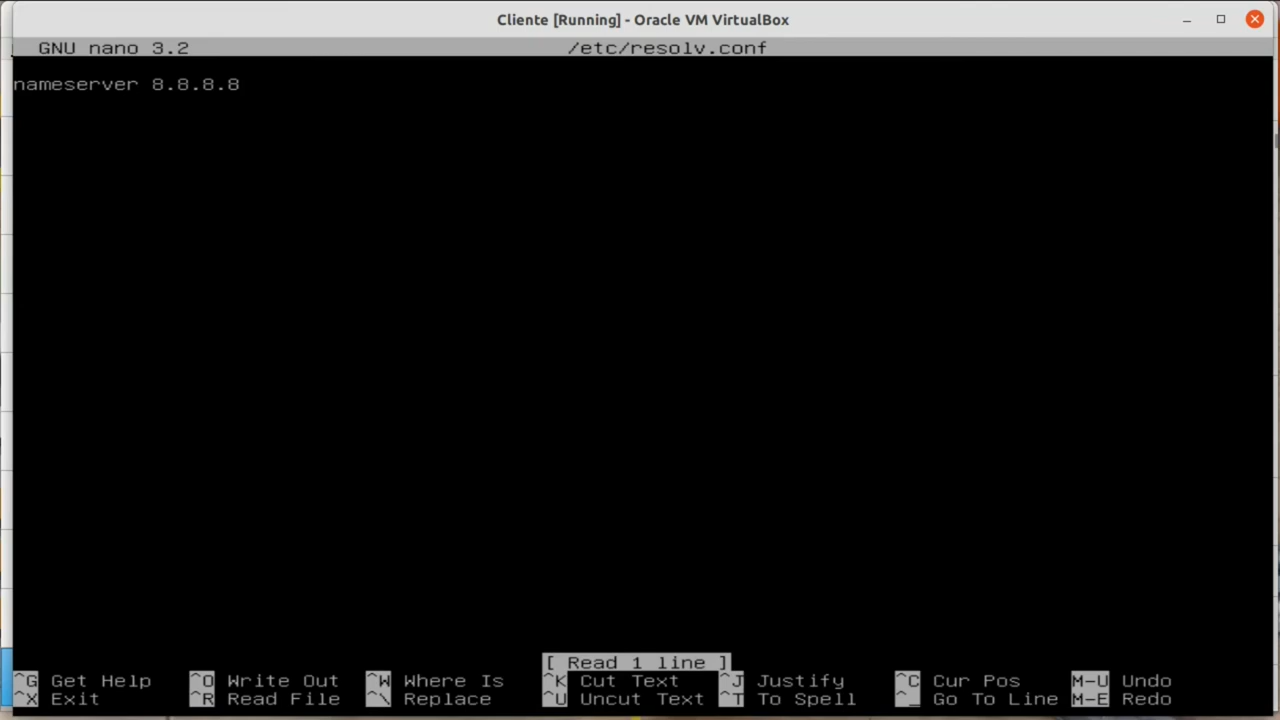 Cliente [Running] - Oracle VM VirtualBox
GNU nano 3.2 /etc/resolv.conf
nameserver 8.8.8.8
[ Read 1 line ]
^G Get Help ^O Write Out ^W Where Is ^K Cut Text ^J Justify ^C Cur Pos M-U Undo
^X Exit ^R Read File ^\ Replace ^U Uncut Text ^T To Spell ^_ Go To Line M-E Redo